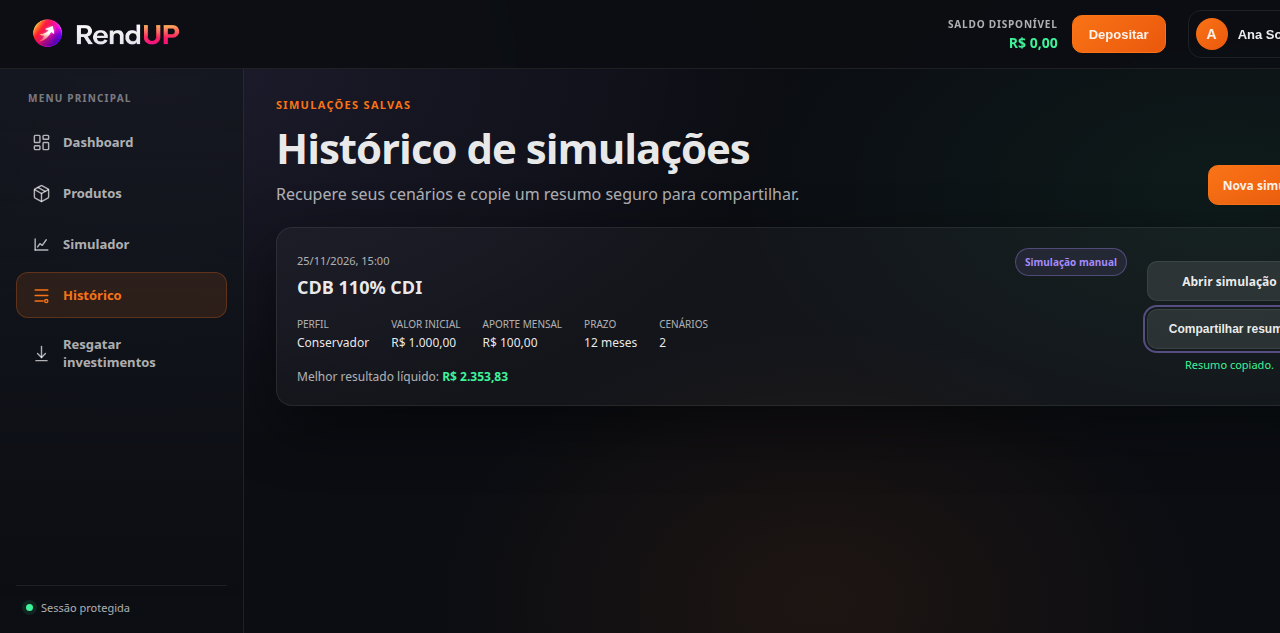 RendUP
SALDO DISPONÍVEL
R$ 0,00
Depositar
A
Ana
MENU PRINCIPAL
Dashboard
Produtos
Simulador
Histórico
Resgatar
investimentos
Sessão protegida
SIMULAÇÕES SALVAS
Histórico de simulações
Recupere seus cenários e copie um resumo seguro para compartilhar.
Nova
25/11/2026, 15:00
Simulação manual
CDB 110% CDI
Abrir simulação
PERFIL VALOR INICIAL APORTE MENSAL PRAZO CENÁRIOS
Conservador R$ 1.000,00 R$ 100,00 12 meses 2
Compartilhar
Melhor resultado líquido: R$ 2.353,83
Resumo copiado.